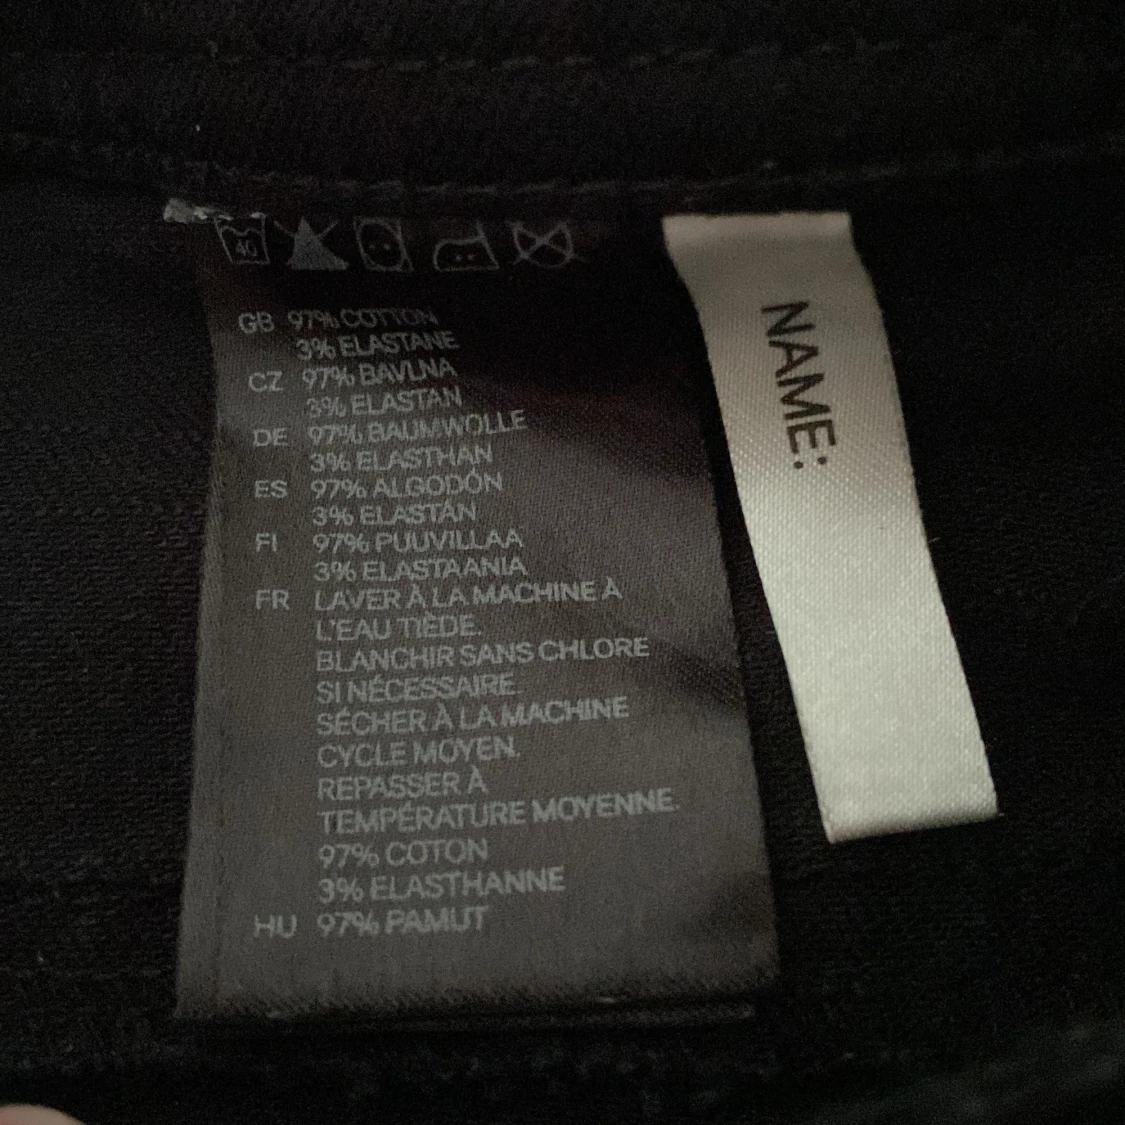 40
GB 97% COTTON
3% ELASTANE
CZ 97% BAVLNA
3% ELASTAN
DE 97% BAUMWOLLE
3% ELASTHAN
ES 97% ALGODÓN
3% ELASTÁN
FI 97% PUUVILLAA
3% ELASTAANIA
FR LAVER À LA MACHINE À
L'EAU TIÈDE.
BLANCHIR SANS CHLORE
SI NÉCESSAIRE.
SÉCHER À LA MACHINE
CYCLE MOYEN.
REPASSER À
TEMPÉRATURE MOYENNE.
97% COTON
3% ELASTHANNE
HU 97% PAMUT
NAME: